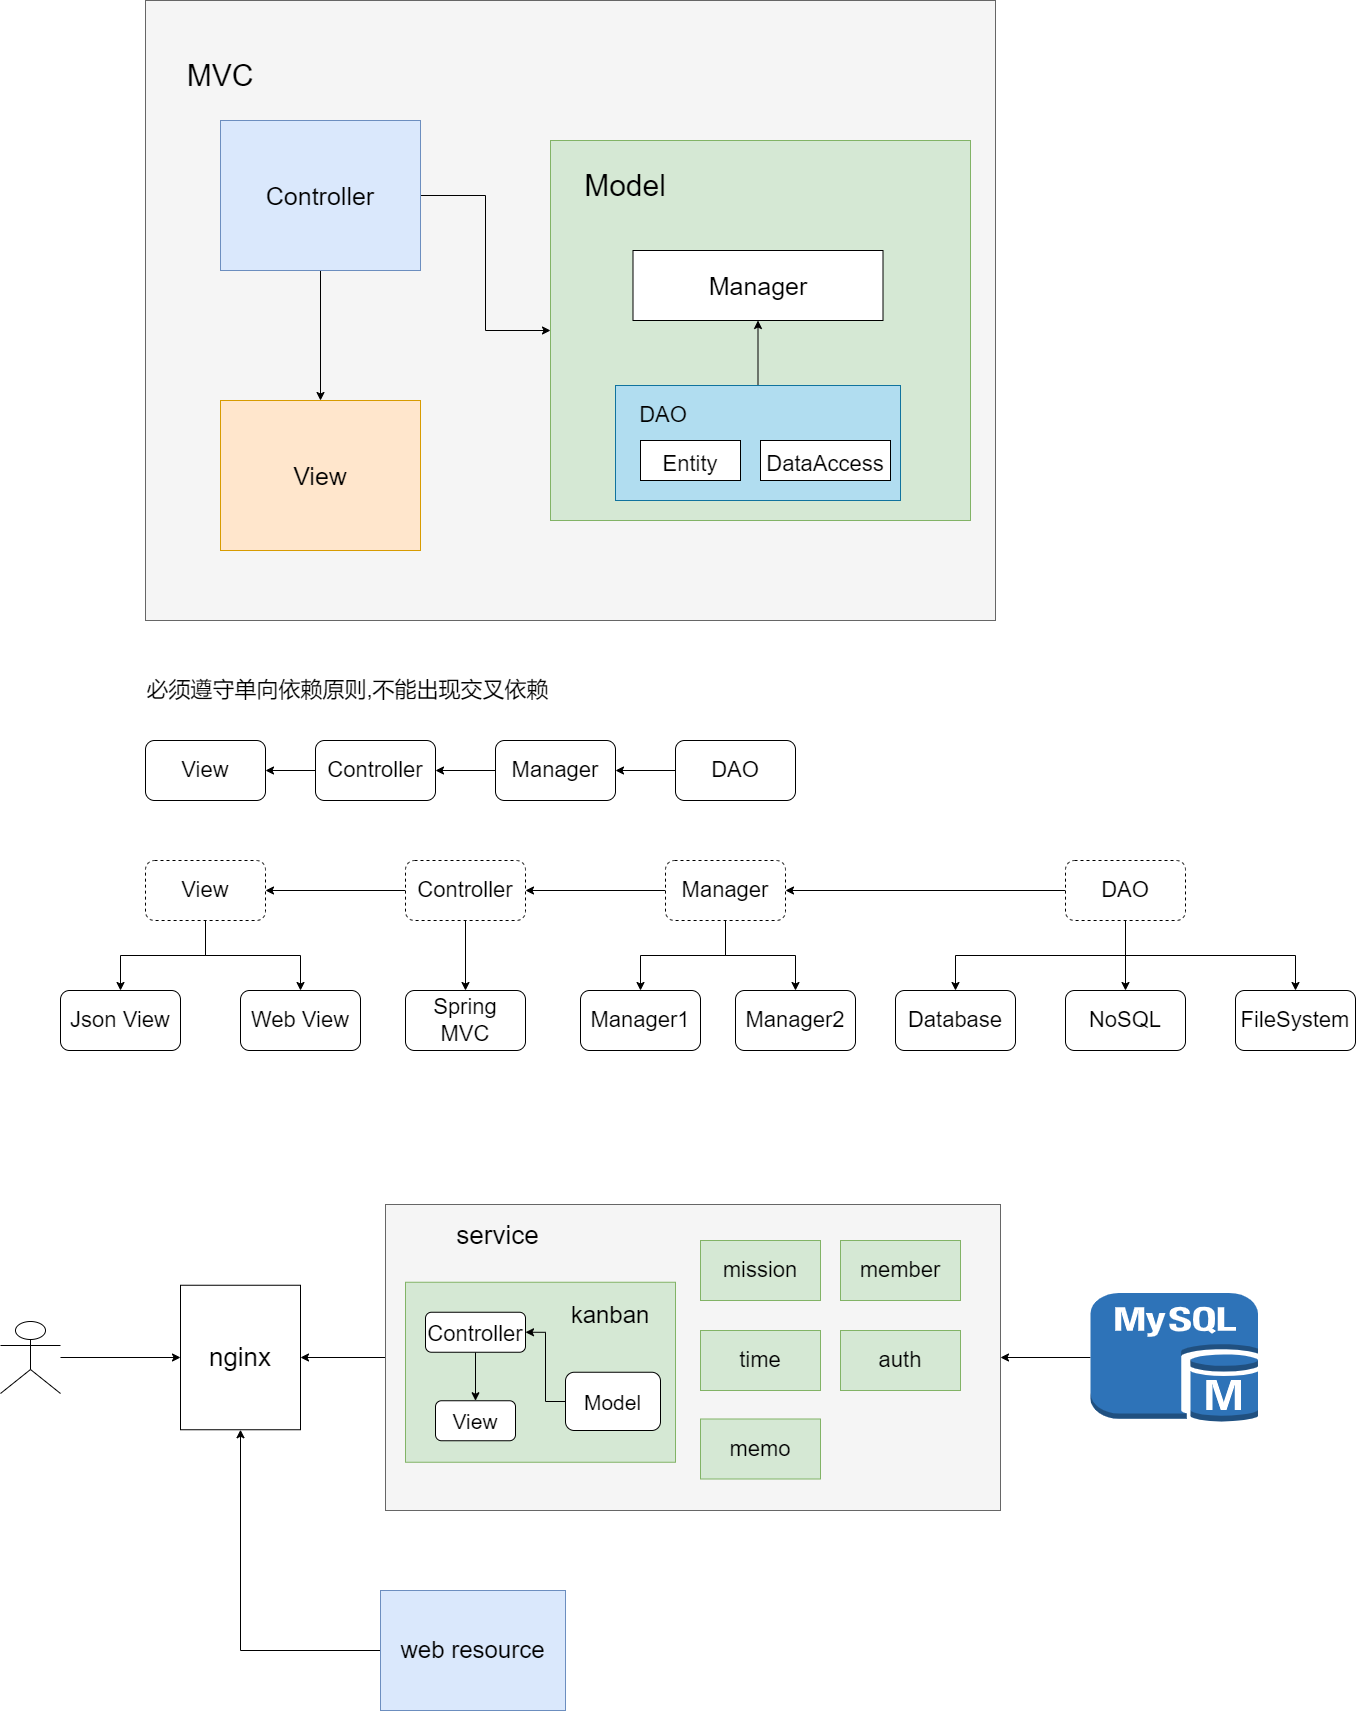 MVC
Controller
Model
Manager
DAO
Entity
DataAccess
View
必须遵守单向依赖原则,不能出现交叉依赖
View
Controller
Manager
DAO
View
Controller
Manager
DAO
Json View
Web View
Spring
MVC
Manager1
Manager2
Database
NoSQL
FileSystem
service
kanban
Controller
View
Model
mission
member
time
auth
memo
nginx
MySQL
M
web resource